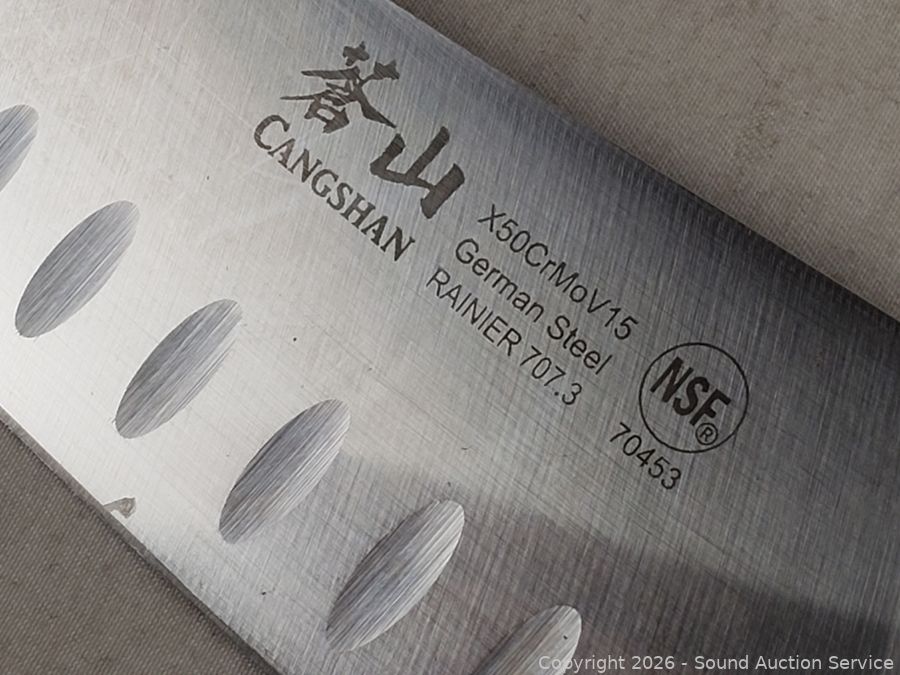 蒼山
CANGSHAN
X50CrMoV15
German Steel
RAINIER 707.3
NSF®
70453
Copyright 2026 - Sound Auction Service